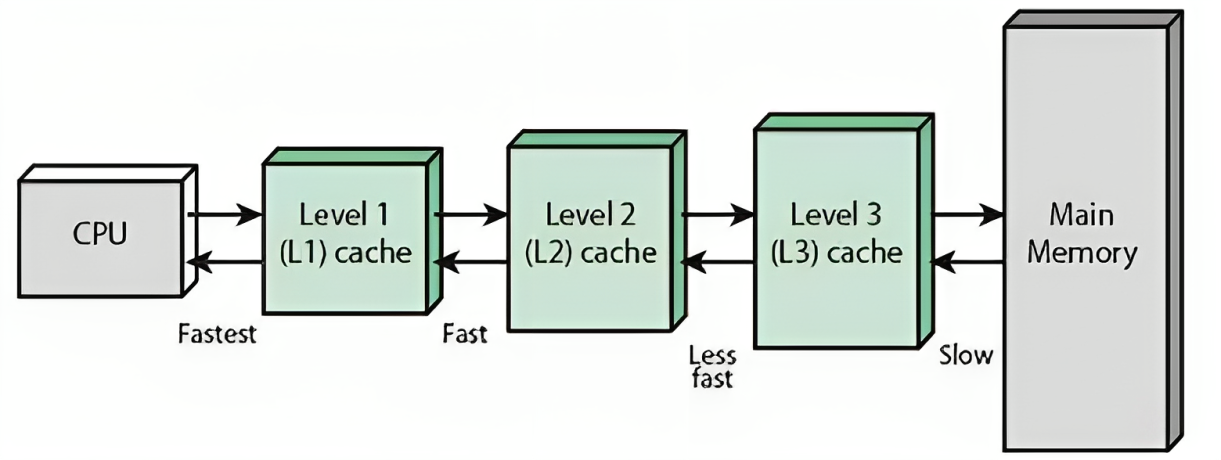 CPU
Level 1
(L1) cache
Level 2
(L2) cache
Level 3
(L3) cache
Main
Memory
Fastest
Fast
Less
fast
Slow